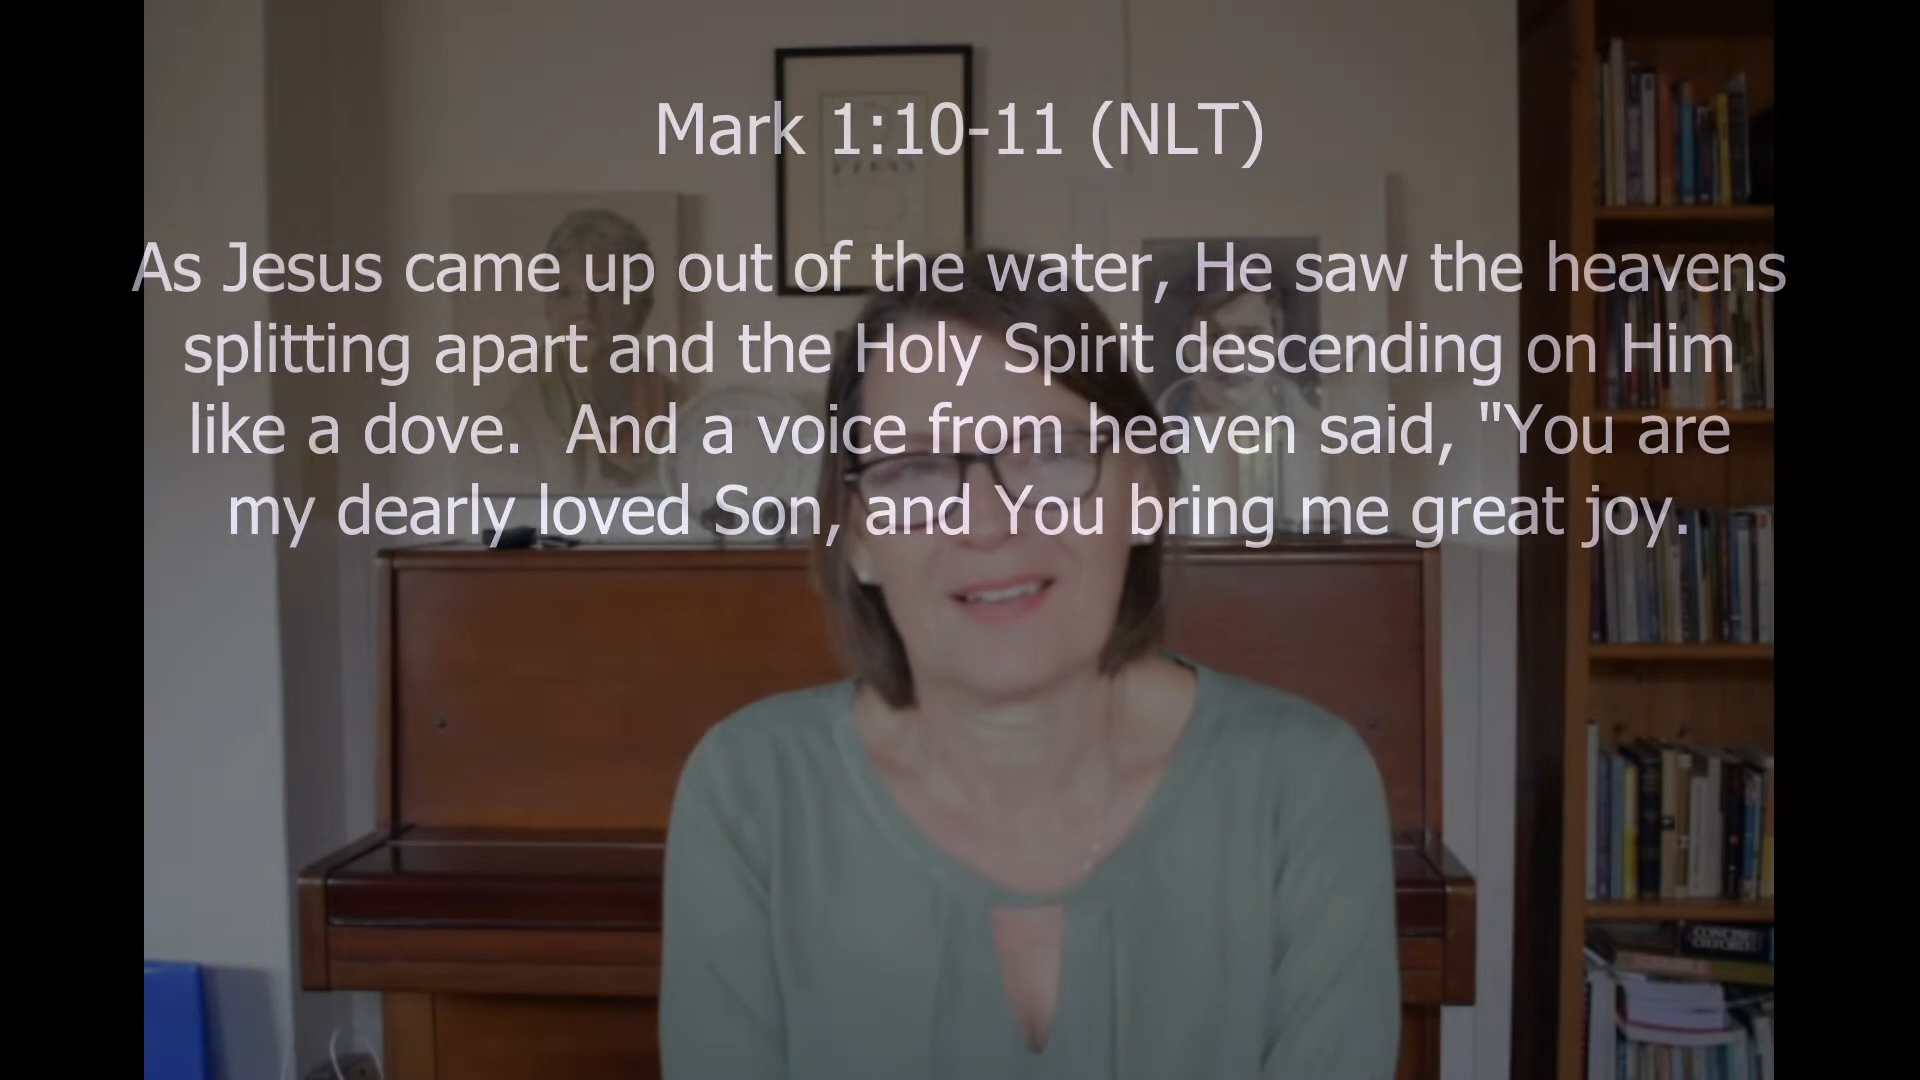 Mark 1:10-11 (NLT)
As Jesus came up out of the water, He saw the heavens
splitting apart and the Holy Spirit descending on Him
like a dove.  And a voice from heaven said, "You are
my dearly loved Son, and You bring me great joy.
CONCISE
OXFORD